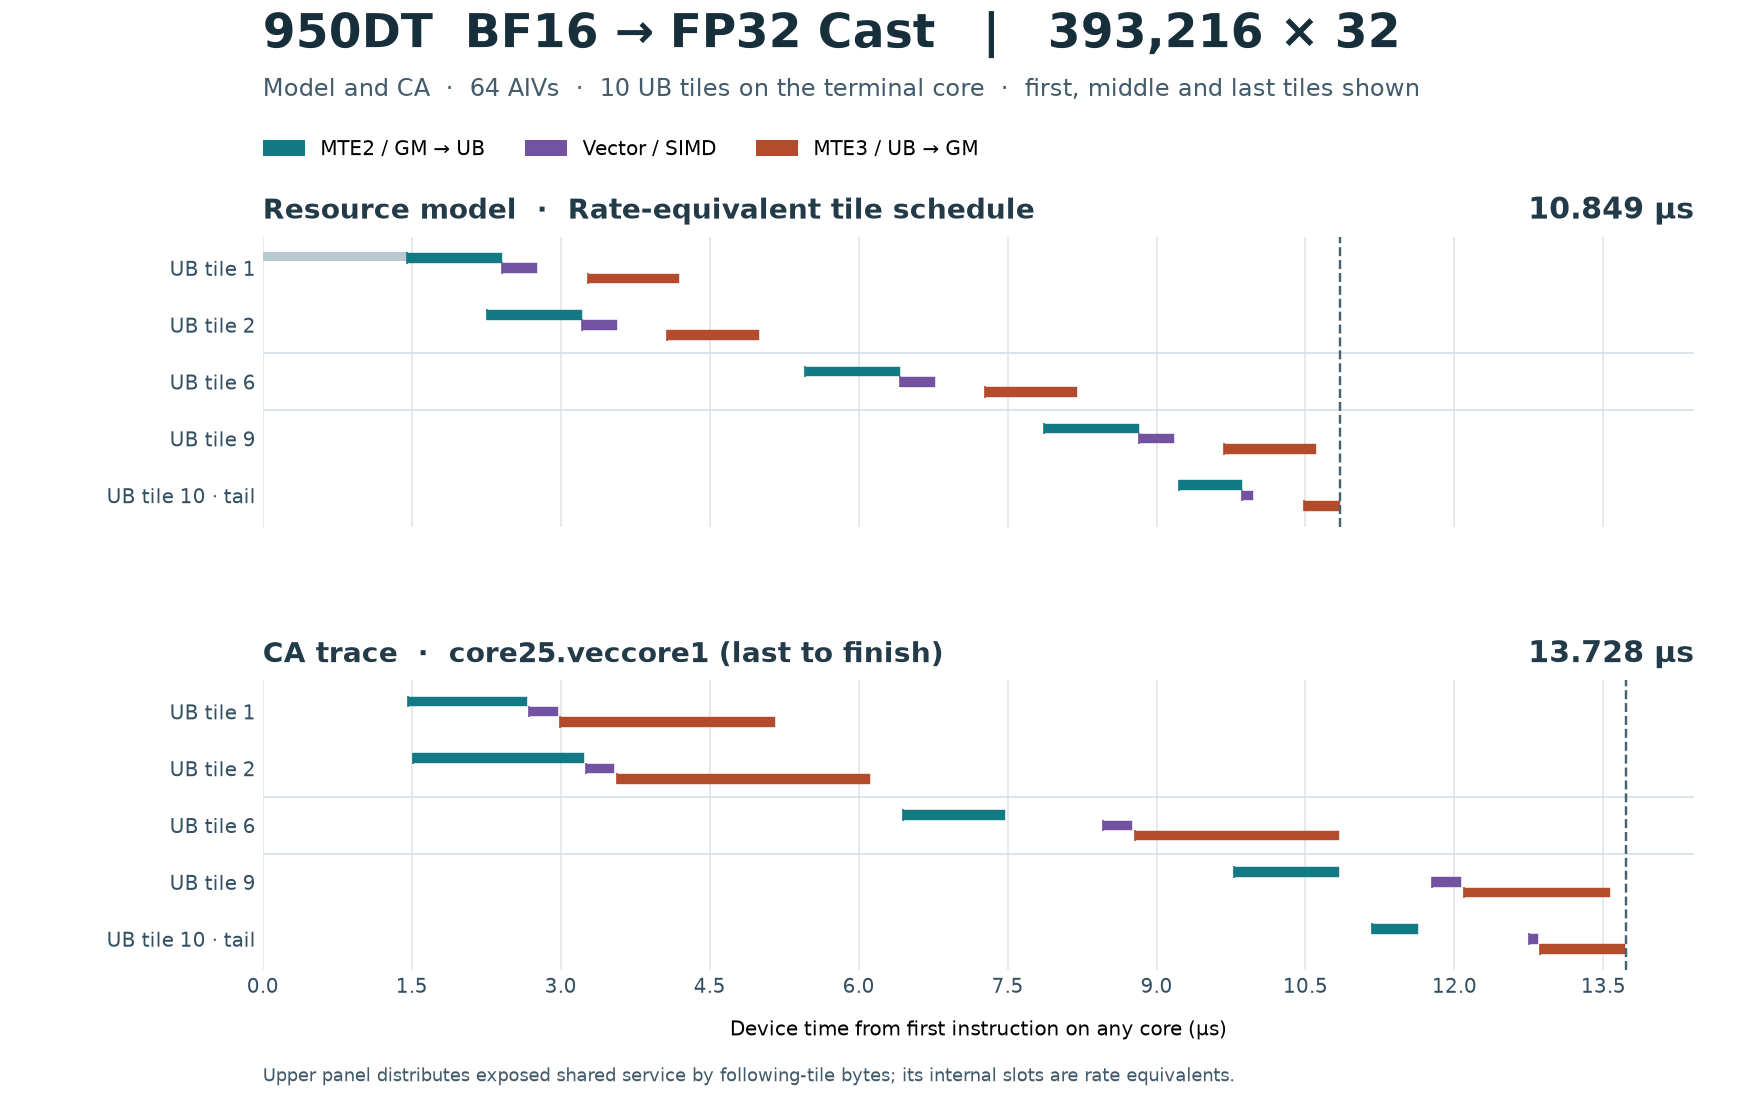 950DT  BF16 → FP32 Cast   |   393,216 × 32
Model and CA  ·  64 AIVs  ·  10 UB tiles on the terminal core  ·  first, middle and last tiles shown
MTE2 / GM → UB   Vector / SIMD   MTE3 / UB → GM
Resource model  ·  Rate-equivalent tile schedule   10.849 µs
UB tile 1
UB tile 2
UB tile 6
UB tile 9
UB tile 10 · tail
CA trace  ·  core25.veccore1 (last to finish)   13.728 µs
UB tile 1
UB tile 2
UB tile 6
UB tile 9
UB tile 10 · tail
0.0   1.5   3.0   4.5   6.0   7.5   9.0   10.5   12.0   13.5
Device time from first instruction on any core (µs)
Upper panel distributes exposed shared service by following-tile bytes; its internal slots are rate equivalents.